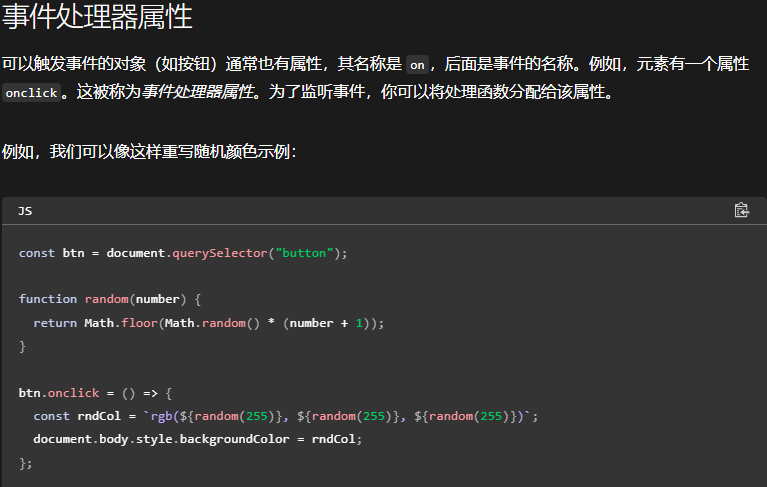 事件处理器属性
可以触发事件的对象（如按钮）通常也有属性，其名称是 on，后面是事件的名称。例如，元素有一个属性
onclick。这被称为事件处理器属性。为了监听事件，你可以将处理函数分配给该属性。
例如，我们可以像这样重写随机颜色示例：
JS
const btn = document.querySelector("button");
function random(number) {
  return Math.floor(Math.random() * (number + 1));
}
btn.onclick = () => {
  const rndCol = `rgb(${random(255)}, ${random(255)}, ${random(255)})`;
  document.body.style.backgroundColor = rndCol;
};